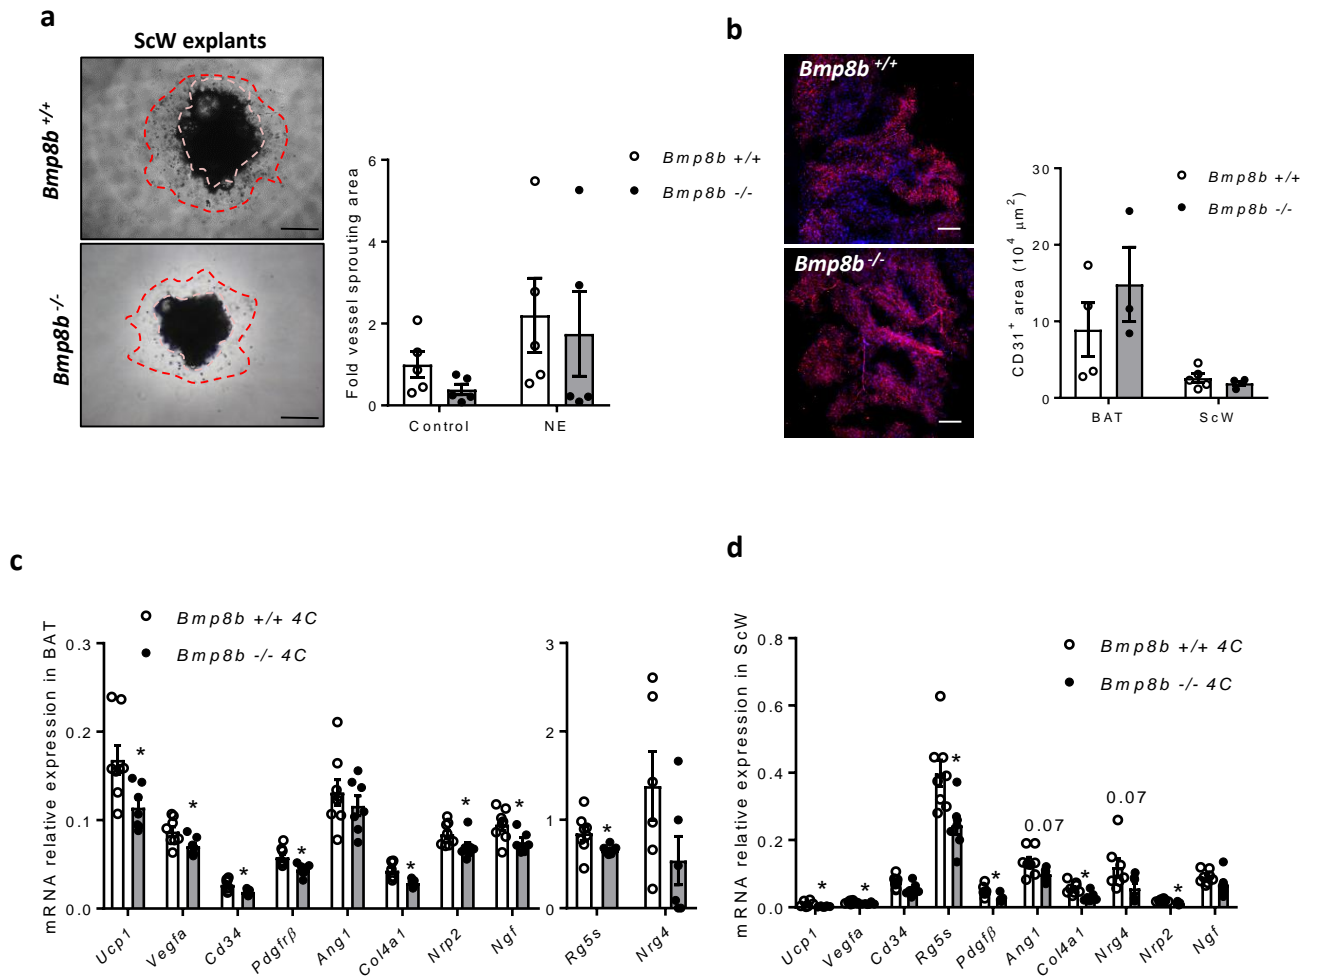 a
ScW explants
Bmp8b +/+
Bmp8b -/-
Fold vessel sprouting area
6
4
2
0
Control
NE
Bmp8b +/+
Bmp8b -/-
b
Bmp8b +/+
Bmp8b -/-
CD31+ area (10^4 μm^2)
30
20
10
0
BAT
ScW
Bmp8b +/+
Bmp8b -/-
c
Bmp8b +/+ 4C
Bmp8b -/- 4C
mRNA relative expression in BAT
0.3
0.2
0.1
0.0
*
*
*
*
*
*
*
Ucp1
Vegfa
Cd34
Pdgfrβ
Ang1
Col4a1
Nrp2
Ngf
3
2
1
0
*
Rg5s
Nrg4
d
Bmp8b +/+ 4C
Bmp8b -/- 4C
mRNA relative expression in ScW
0.8
0.6
0.4
0.2
0.0
*
*
*
*
0.07
*
0.07
*
Ucp1
Vegfa
Cd34
Rg5s
Pdgfβ
Ang1
Col4a1
Nrg4
Nrp2
Ngf